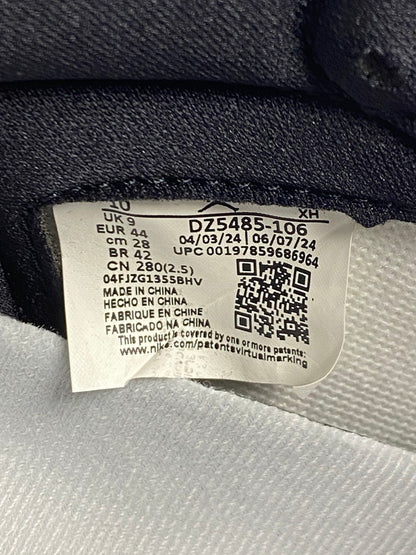 10
UK 9
EUR 44
cm 28
BR 42
CN 280(2.5)
04FJZG1355BHV
MADE IN CHINA
HECHO EN CHINA
FABRIQUE EN CHINE
FABRICADO NA CHINA
XH
DZ5485-106
04/03/24 | 06/07/24
UPC 00197859686964
This product is covered by one or more patents:
www.nike.com/patentsvirtualmarking